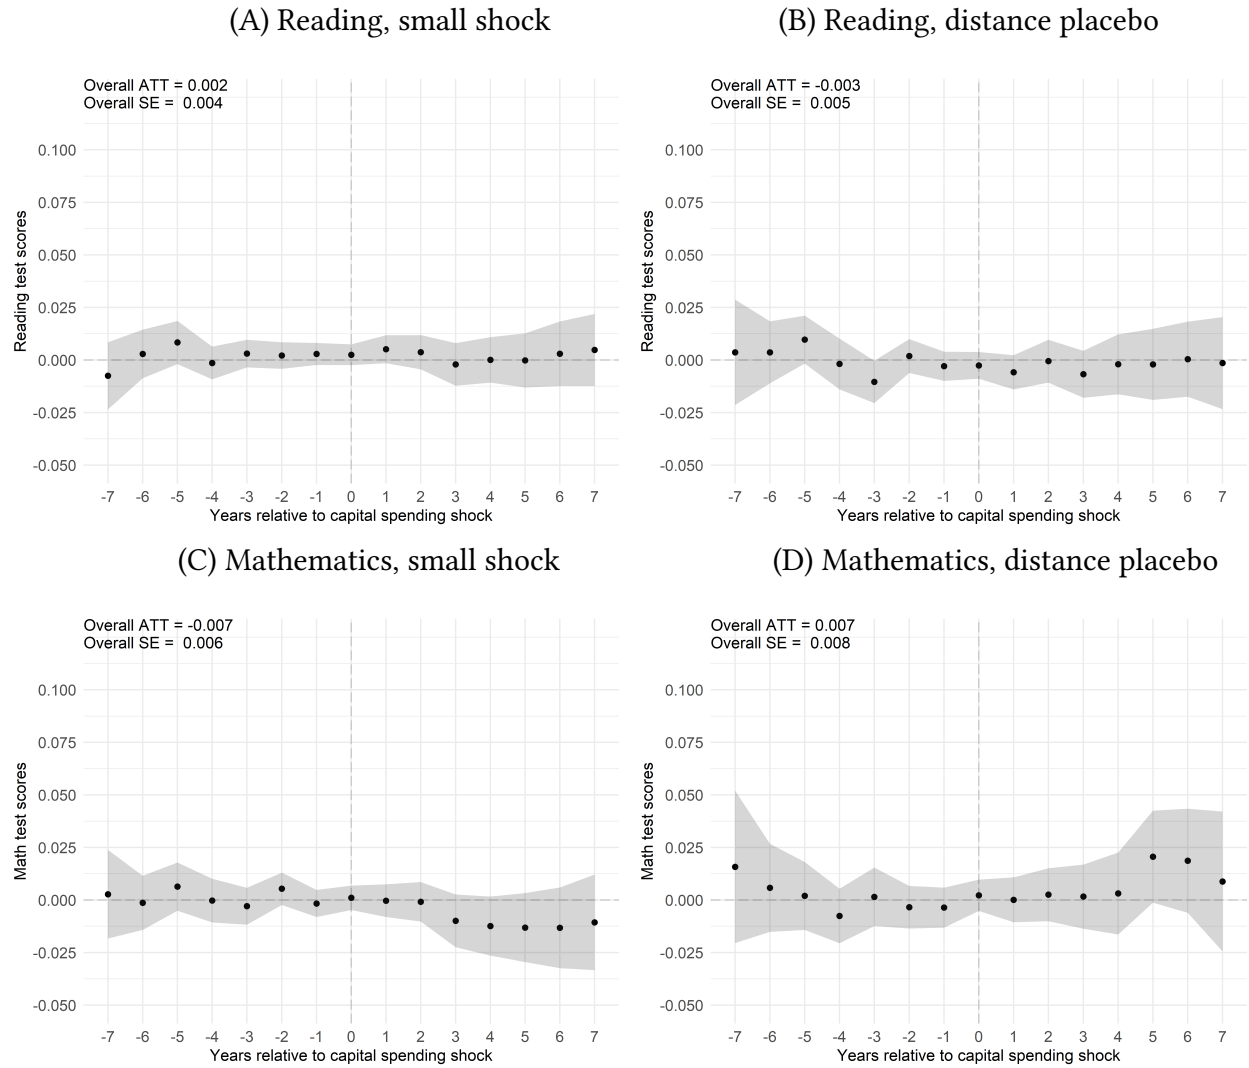 (A) Reading, small shock
Overall ATT = 0.002
Overall SE =  0.004
Reading test scores
0.100
0.075
0.050
0.025
0.000
-0.025
-0.050
-7 -6 -5 -4 -3 -2 -1 0 1 2 3 4 5 6 7
Years relative to capital spending shock
(B) Reading, distance placebo
Overall ATT = -0.003
Overall SE =  0.005
Reading test scores
0.100
0.075
0.050
0.025
0.000
-0.025
-0.050
-7 -6 -5 -4 -3 -2 -1 0 1 2 3 4 5 6 7
Years relative to capital spending shock
(C) Mathematics, small shock
Overall ATT = -0.007
Overall SE =  0.006
Math test scores
0.100
0.075
0.050
0.025
0.000
-0.025
-0.050
-7 -6 -5 -4 -3 -2 -1 0 1 2 3 4 5 6 7
Years relative to capital spending shock
(D) Mathematics, distance placebo
Overall ATT = 0.007
Overall SE =  0.008
Math test scores
0.100
0.075
0.050
0.025
0.000
-0.025
-0.050
-7 -6 -5 -4 -3 -2 -1 0 1 2 3 4 5 6 7
Years relative to capital spending shock